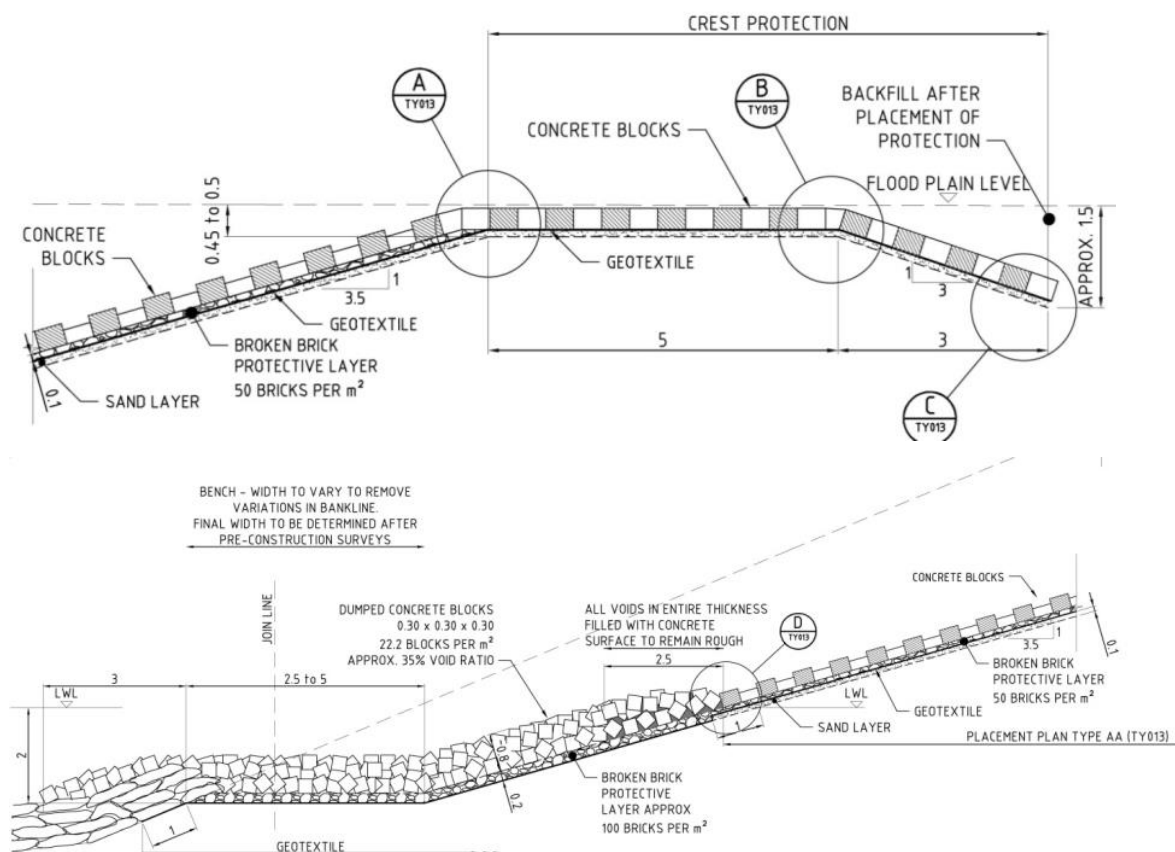 CREST PROTECTION
A
TY013
B
TY013
BACKFILL AFTER
PLACEMENT OF
PROTECTION
CONCRETE BLOCKS
FLOOD PLAIN LEVEL
0.45 to 0.5
CONCRETE
BLOCKS
GEOTEXTILE
1
3.5
1
3
APPROX. 1.5
GEOTEXTILE
BROKEN BRICK
PROTECTIVE LAYER
50 BRICKS PER m²
5
3
0.1
SAND LAYER
C
TY013
BENCH - WIDTH TO VARY TO REMOVE
VARIATIONS IN BANKLINE.
FINAL WIDTH TO BE DETERMINED AFTER
PRE-CONSTRUCTION SURVEYS
JOIN LINE
DUMPED CONCRETE BLOCKS
0.30 x 0.30 x 0.30
22.2 BLOCKS PER m²
APPROX. 35% VOID RATIO
ALL VOIDS IN ENTIRE THICKNESS
FILLED WITH CONCRETE
SURFACE TO REMAIN ROUGH
D
TY013
CONCRETE BLOCKS
1
3.5
0.1
2.5
3
2.5 to 5
LWL
LWL
BROKEN BRICK
PROTECTIVE LAYER
50 BRICKS PER m²
GEOTEXTILE
SAND LAYER
1
PLACEMENT PLAN TYPE AA (TY013)
2
~0.8
0.2
BROKEN BRICK
PROTECTIVE
LAYER APPROX
100 BRICKS PER m²
1
GEOTEXTILE